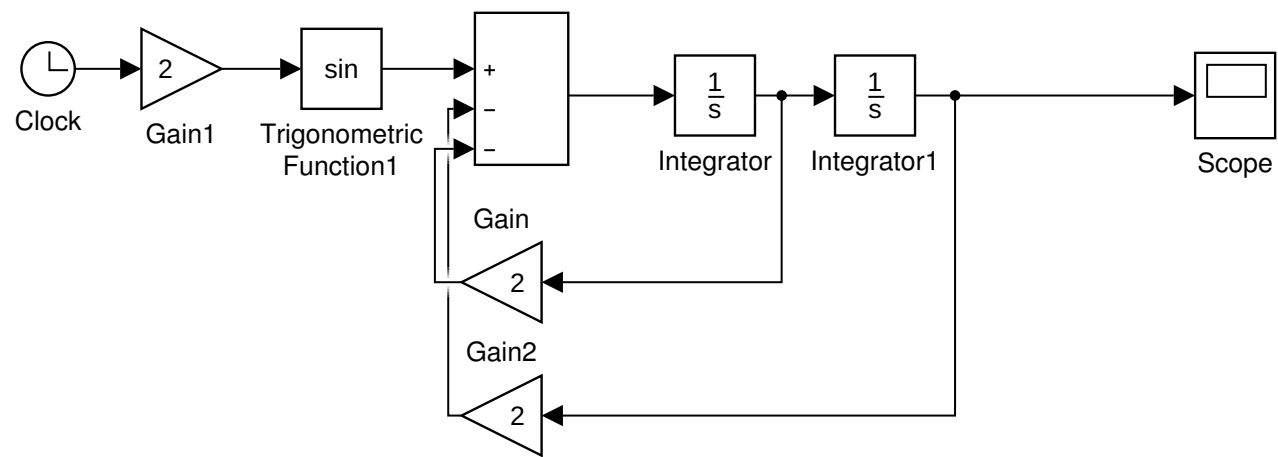 2
sin
+
−
−
1
s
1
s
Clock
Gain1
Trigonometric
Function1
Integrator
Integrator1
Scope
Gain
2
Gain2
2